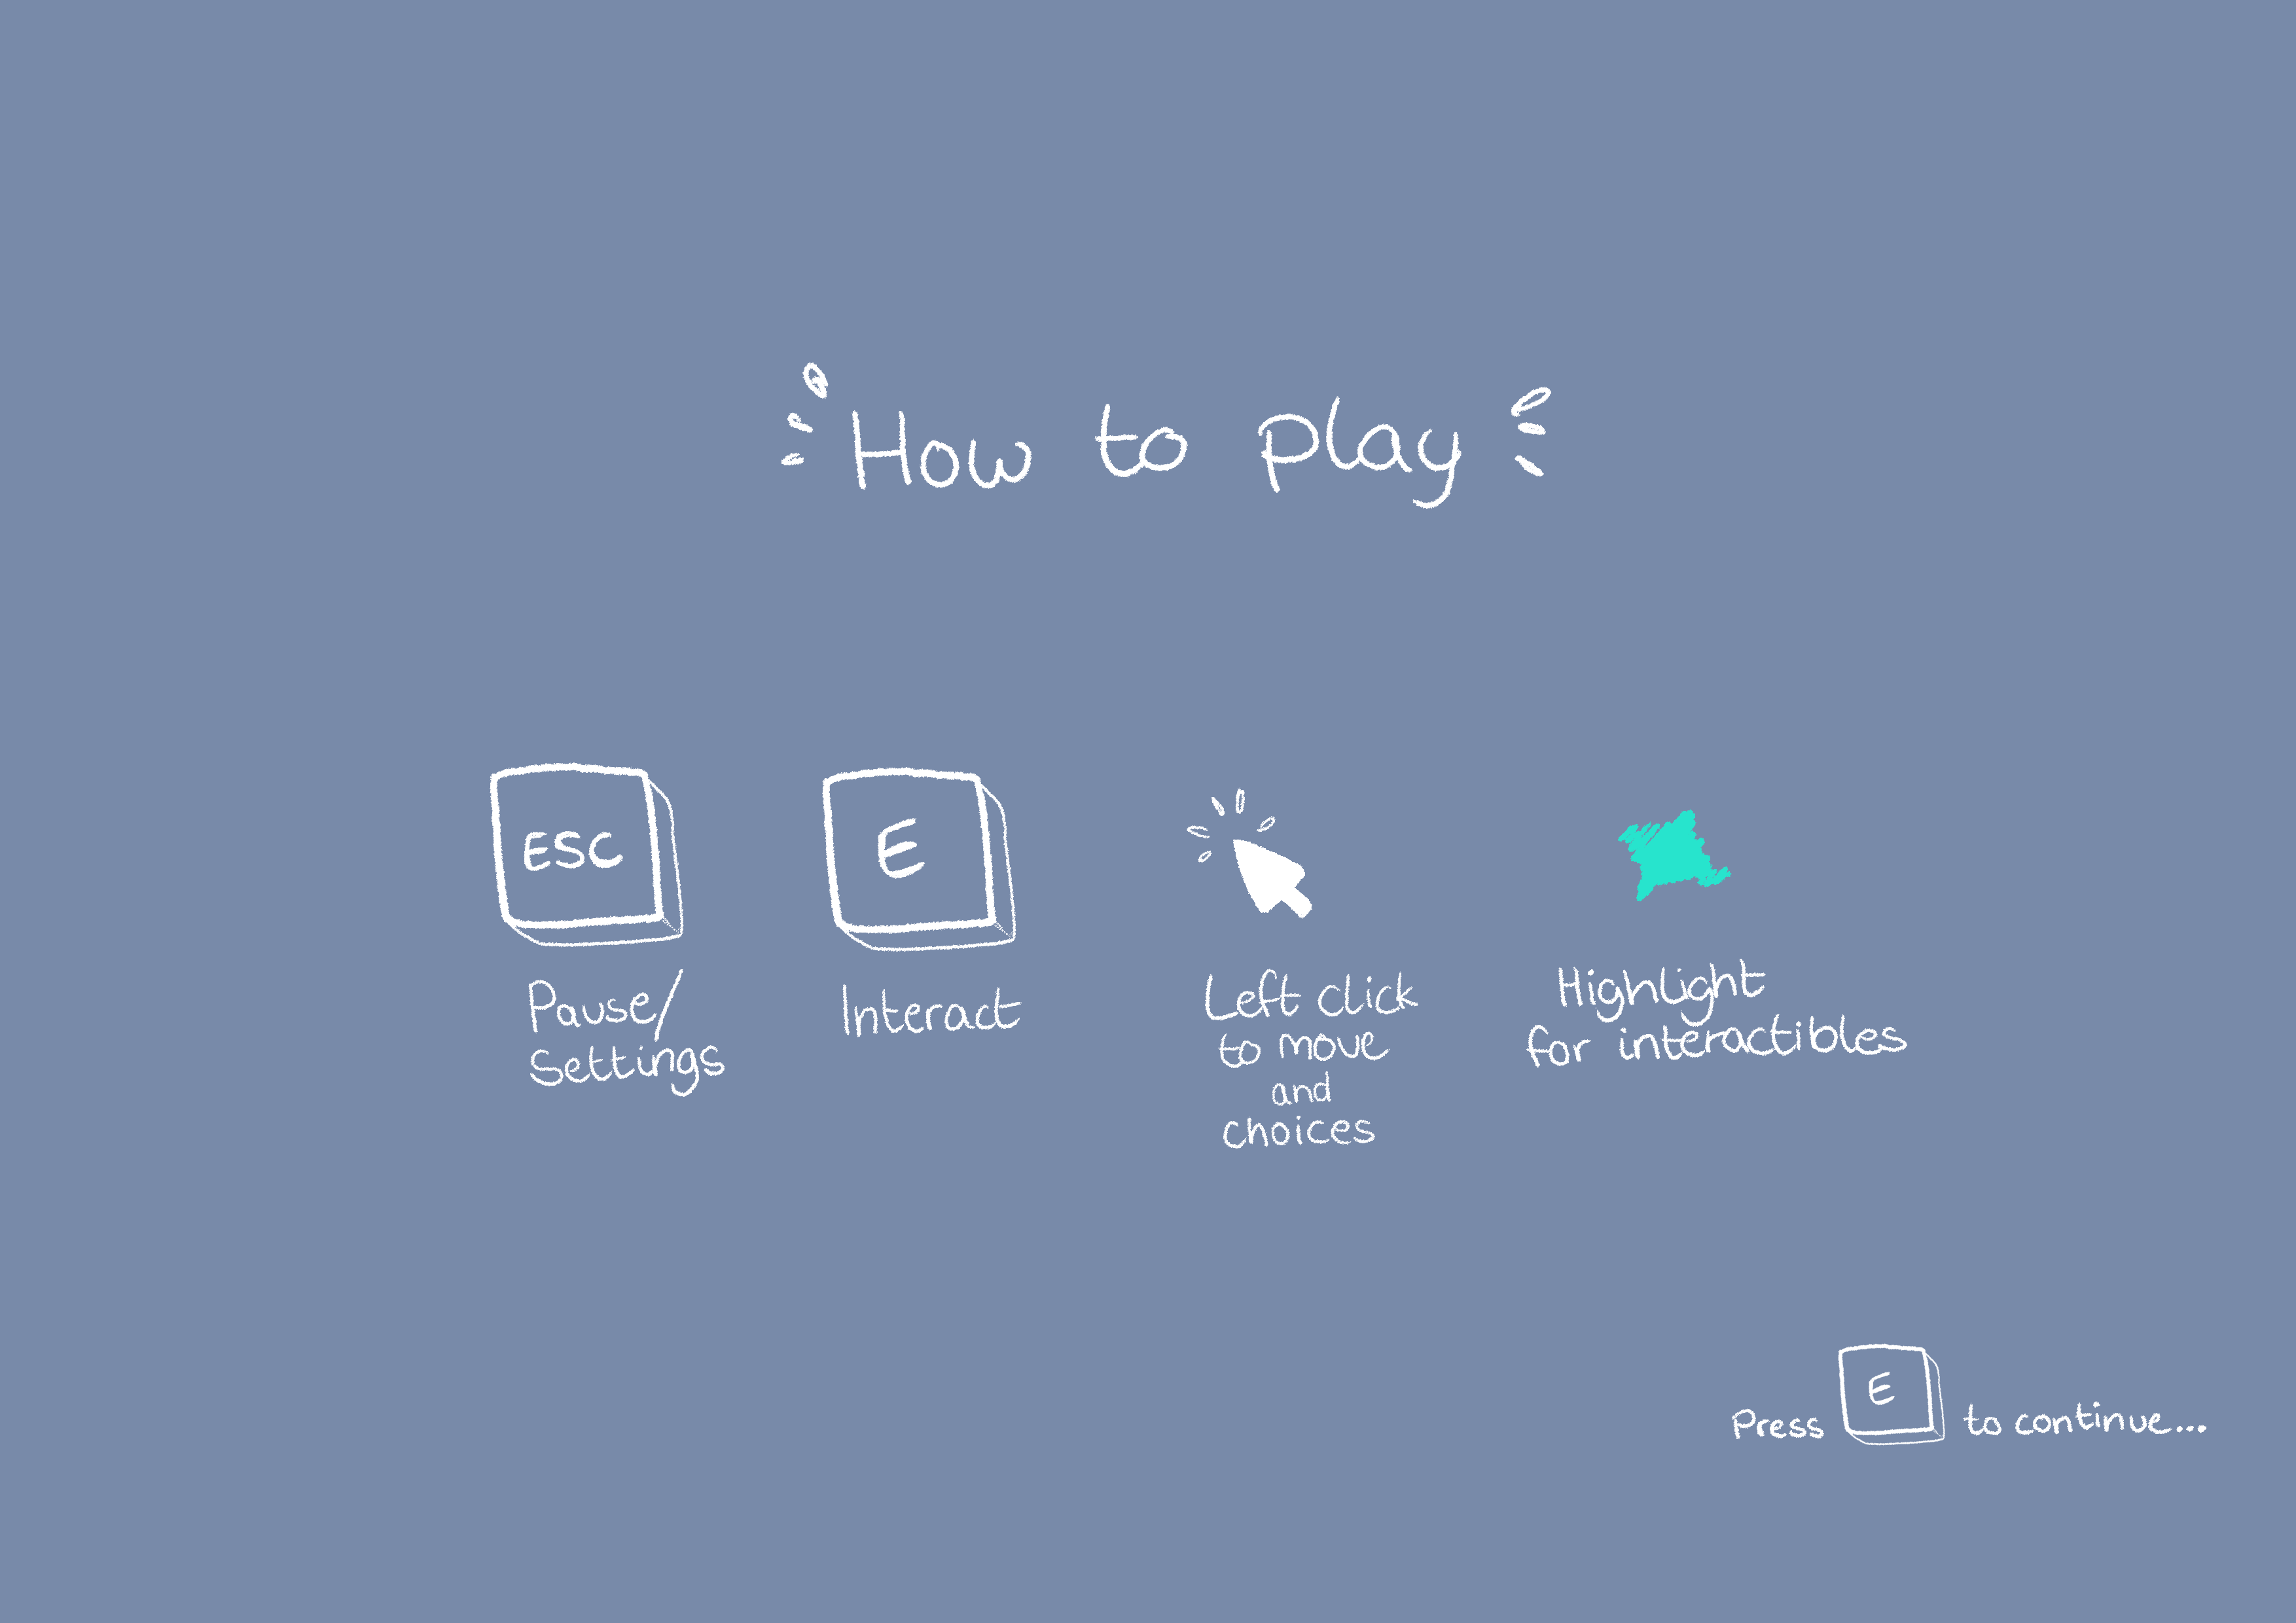 How to play
ESC
Pause/
Settings
E
Interact
Left click
to move
and
choices
Highlight
for interactibles
Press E to continue...